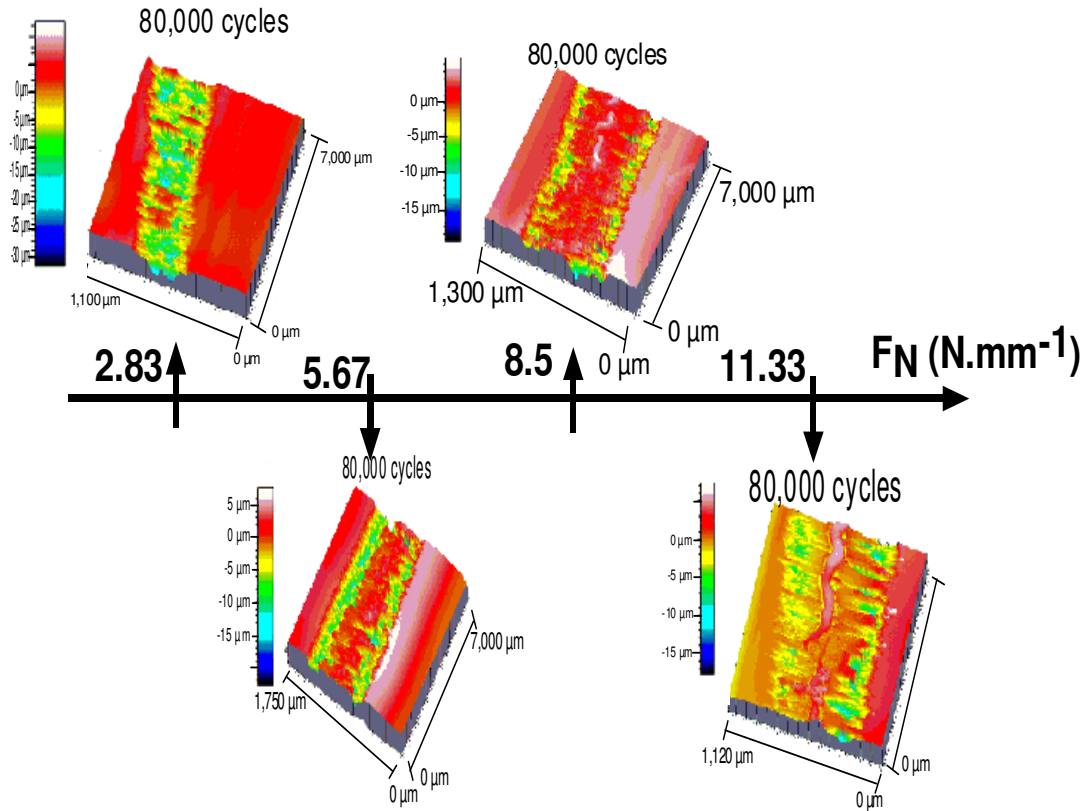 80,000 cycles
0 µm
-5 µm
-10 µm
-15 µm
-20 µm
-25 µm
-30 µm
7,000 µm
1,100 µm
0 µm
0 µm
80,000 cycles
0 µm
-5 µm
-10 µm
-15 µm
7,000 µm
1,300 µm
0 µm
0 µm
2.83
5.67
8.5
11.33
FN (N.mm-1)
80,000 cycles
5 µm
0 µm
-5 µm
-10 µm
-15 µm
7,000 µm
1,750 µm
0 µm
0 µm
80,000 cycles
0 µm
-5 µm
-10 µm
-15 µm
1,120 µm
0 µm
0 µm